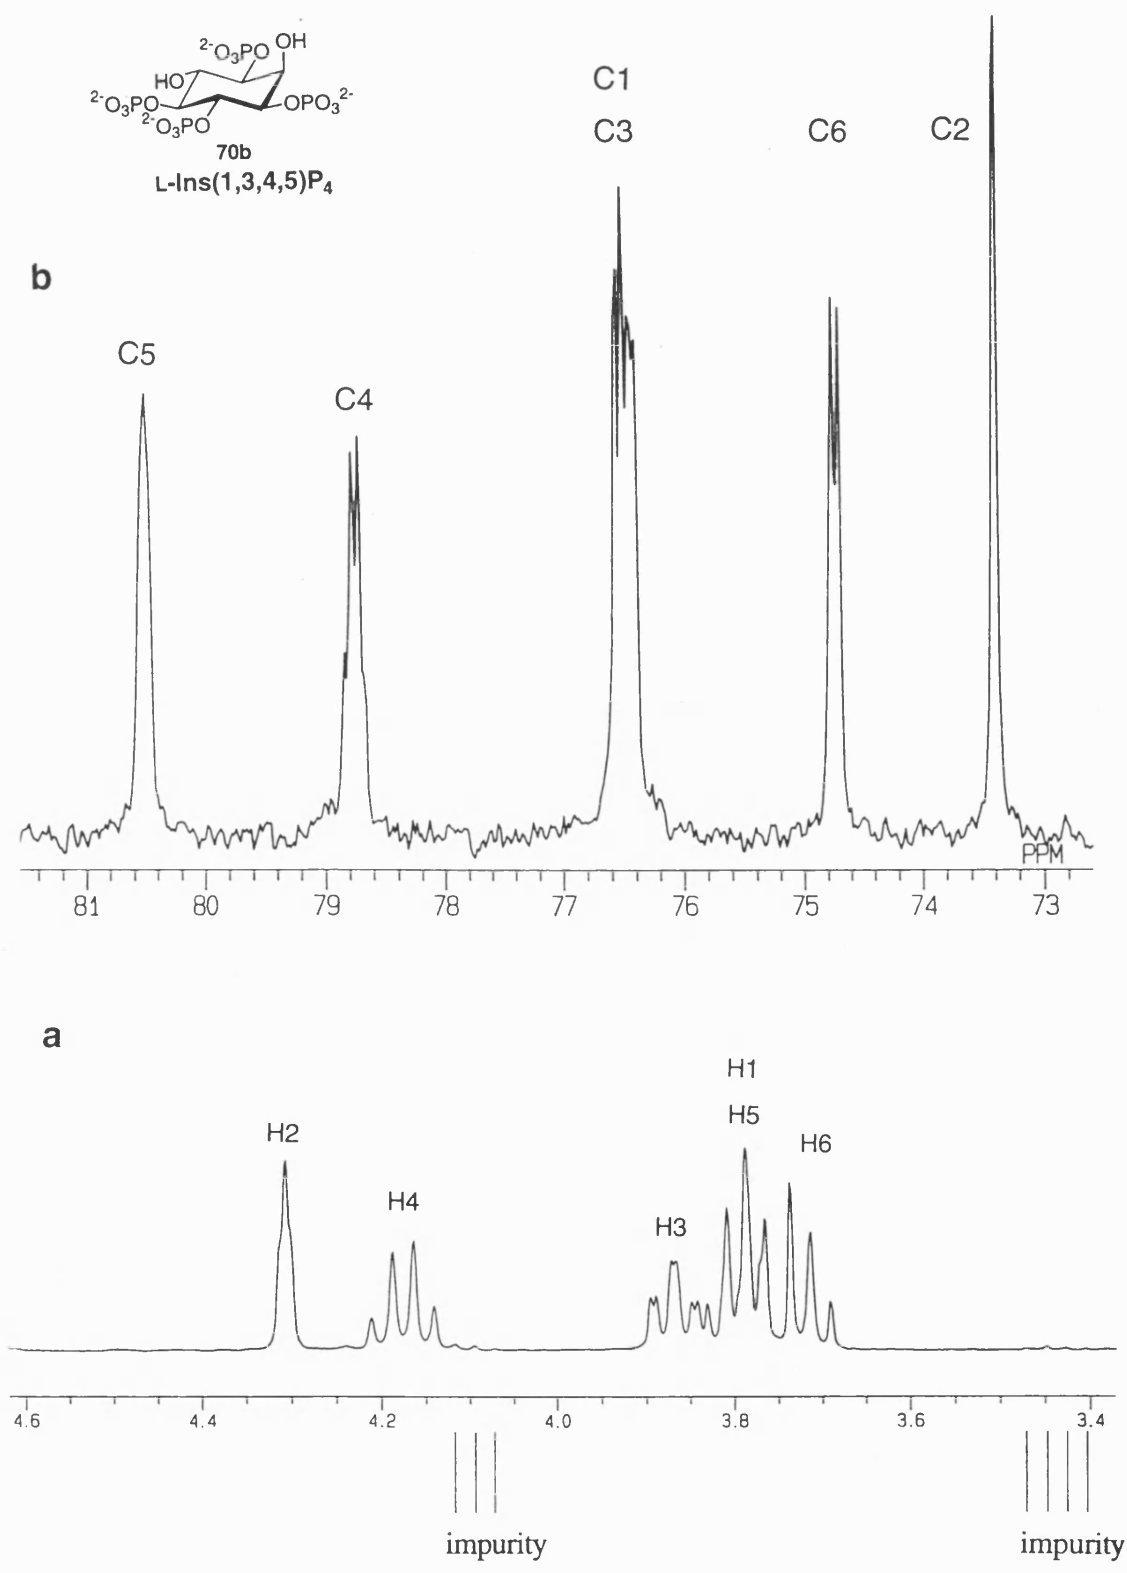 2-O3PO OH
HO
2-O3PO OPO3 2-
2-O3PO
70b
L-Ins(1,3,4,5)P4
C1
C3 C6 C2
b
C5
C4
PPM
81 80 79 78 77 76 75 74 73
a
H1
H5
H2 H6
H4
H3
4.6 4.4 4.2 4.0 3.8 3.6 3.4
impurity impurity